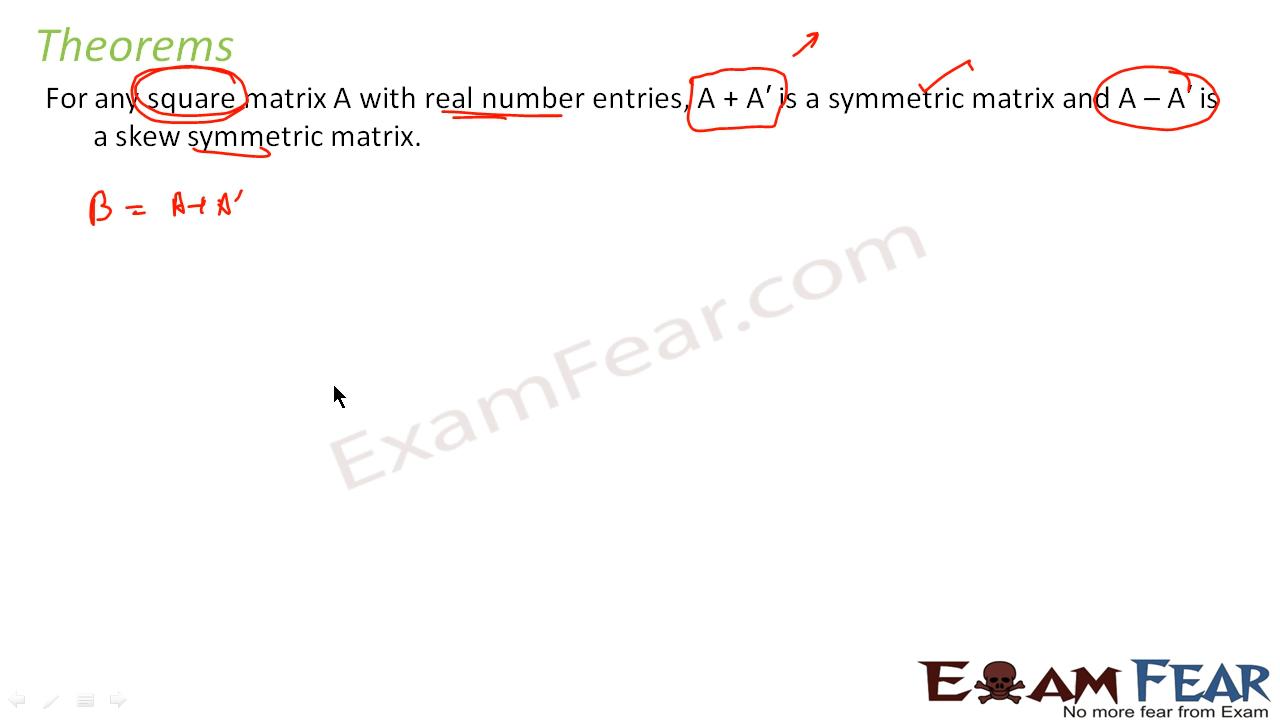 Theorems
For any square matrix A with real number entries, A + A′ is a symmetric matrix and A – A′ is
a skew symmetric matrix.
B = A + A'
ExamFear.com
EXAM FEAR
No more fear from Exam